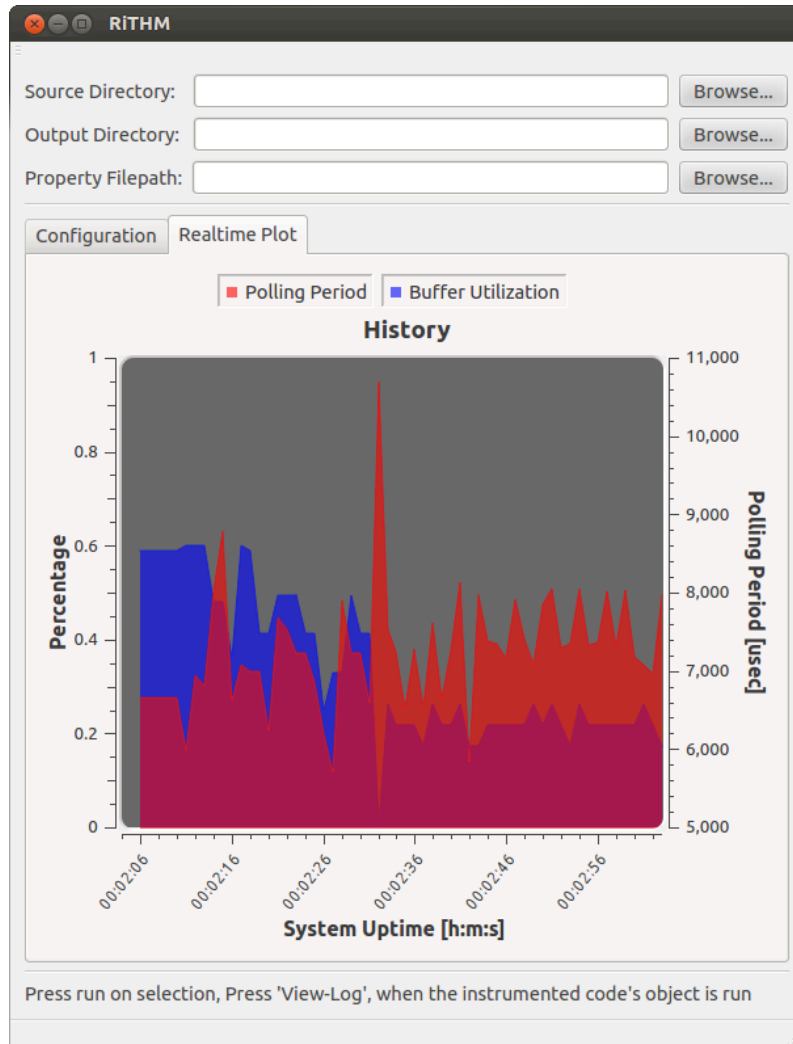 RiTHM
Source Directory: Browse...
Output Directory: Browse...
Property Filepath: Browse...
Configuration Realtime Plot
Polling Period Buffer Utilization
History
1 11,000
10,000
0.8
9,000
0.6
8,000
0.4
7,000
0.2
6,000
0 5,000
Percentage
Polling Period [usec]
00:02:06 00:02:16 00:02:26 00:02:36 00:02:46 00:02:56
System Uptime [h:m:s]
Press run on selection, Press 'View-Log', when the instrumented code's object is run